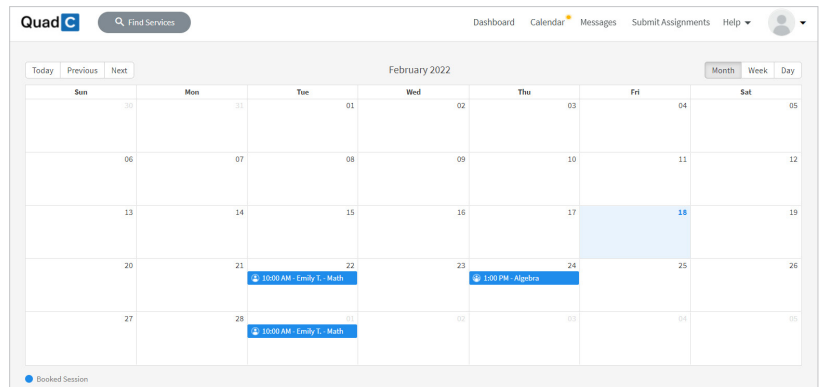 QuadC Find Services Dashboard Calendar Messages Submit Assignments Help
Today Previous Next February 2022 Month Week Day
Sun Mon Tue Wed Thu Fri Sat
30 31 01 02 03 04 05
06 07 08 09 10 11 12
13 14 15 16 17 18 19
20 21 22 23 24 25 26
10:00 AM - Emily T. - Math 1:00 PM - Algebra
27 28 01 02 03 04 05
10:00 AM - Emily T. - Math
Booked Session